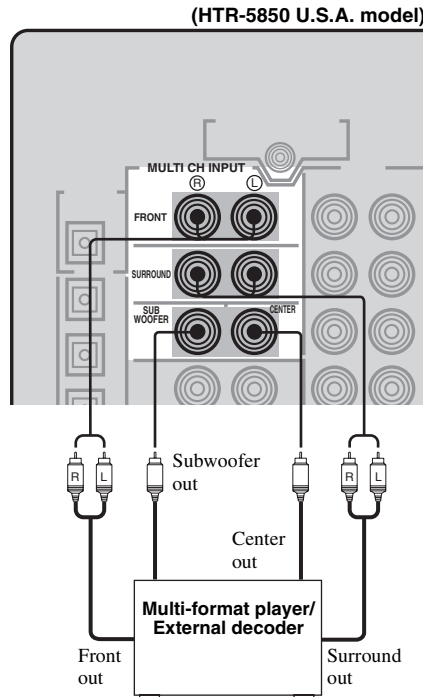 (HTR-5850 U.S.A. model)
MULTI CH INPUT
R L
FRONT
SURROUND
SUB
WOOFER
CENTER
R L
Subwoofer
out
R L
Center
out
Multi-format player/
External decoder
Front
out
Surround
out